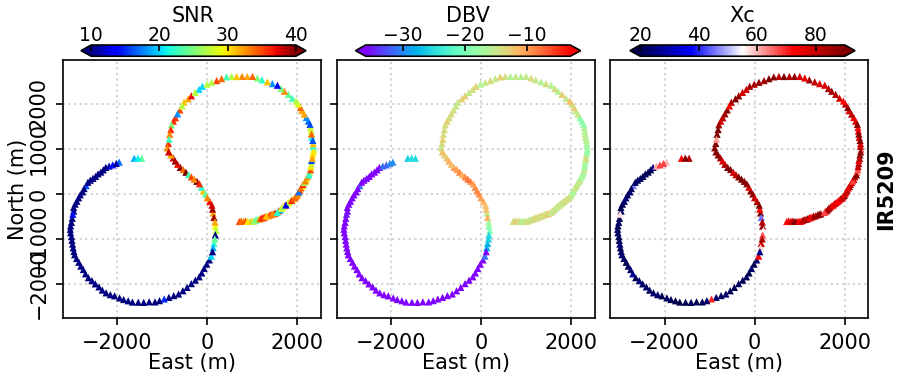 SNR DBV Xc
10 20 30 40 −30 −20 −10 20 40 60 80
North (m)
2000
1000
0
−1000
−2000
IR5209
−2000 0 2000 −2000 0 2000 −2000 0 2000
East (m) East (m) East (m)